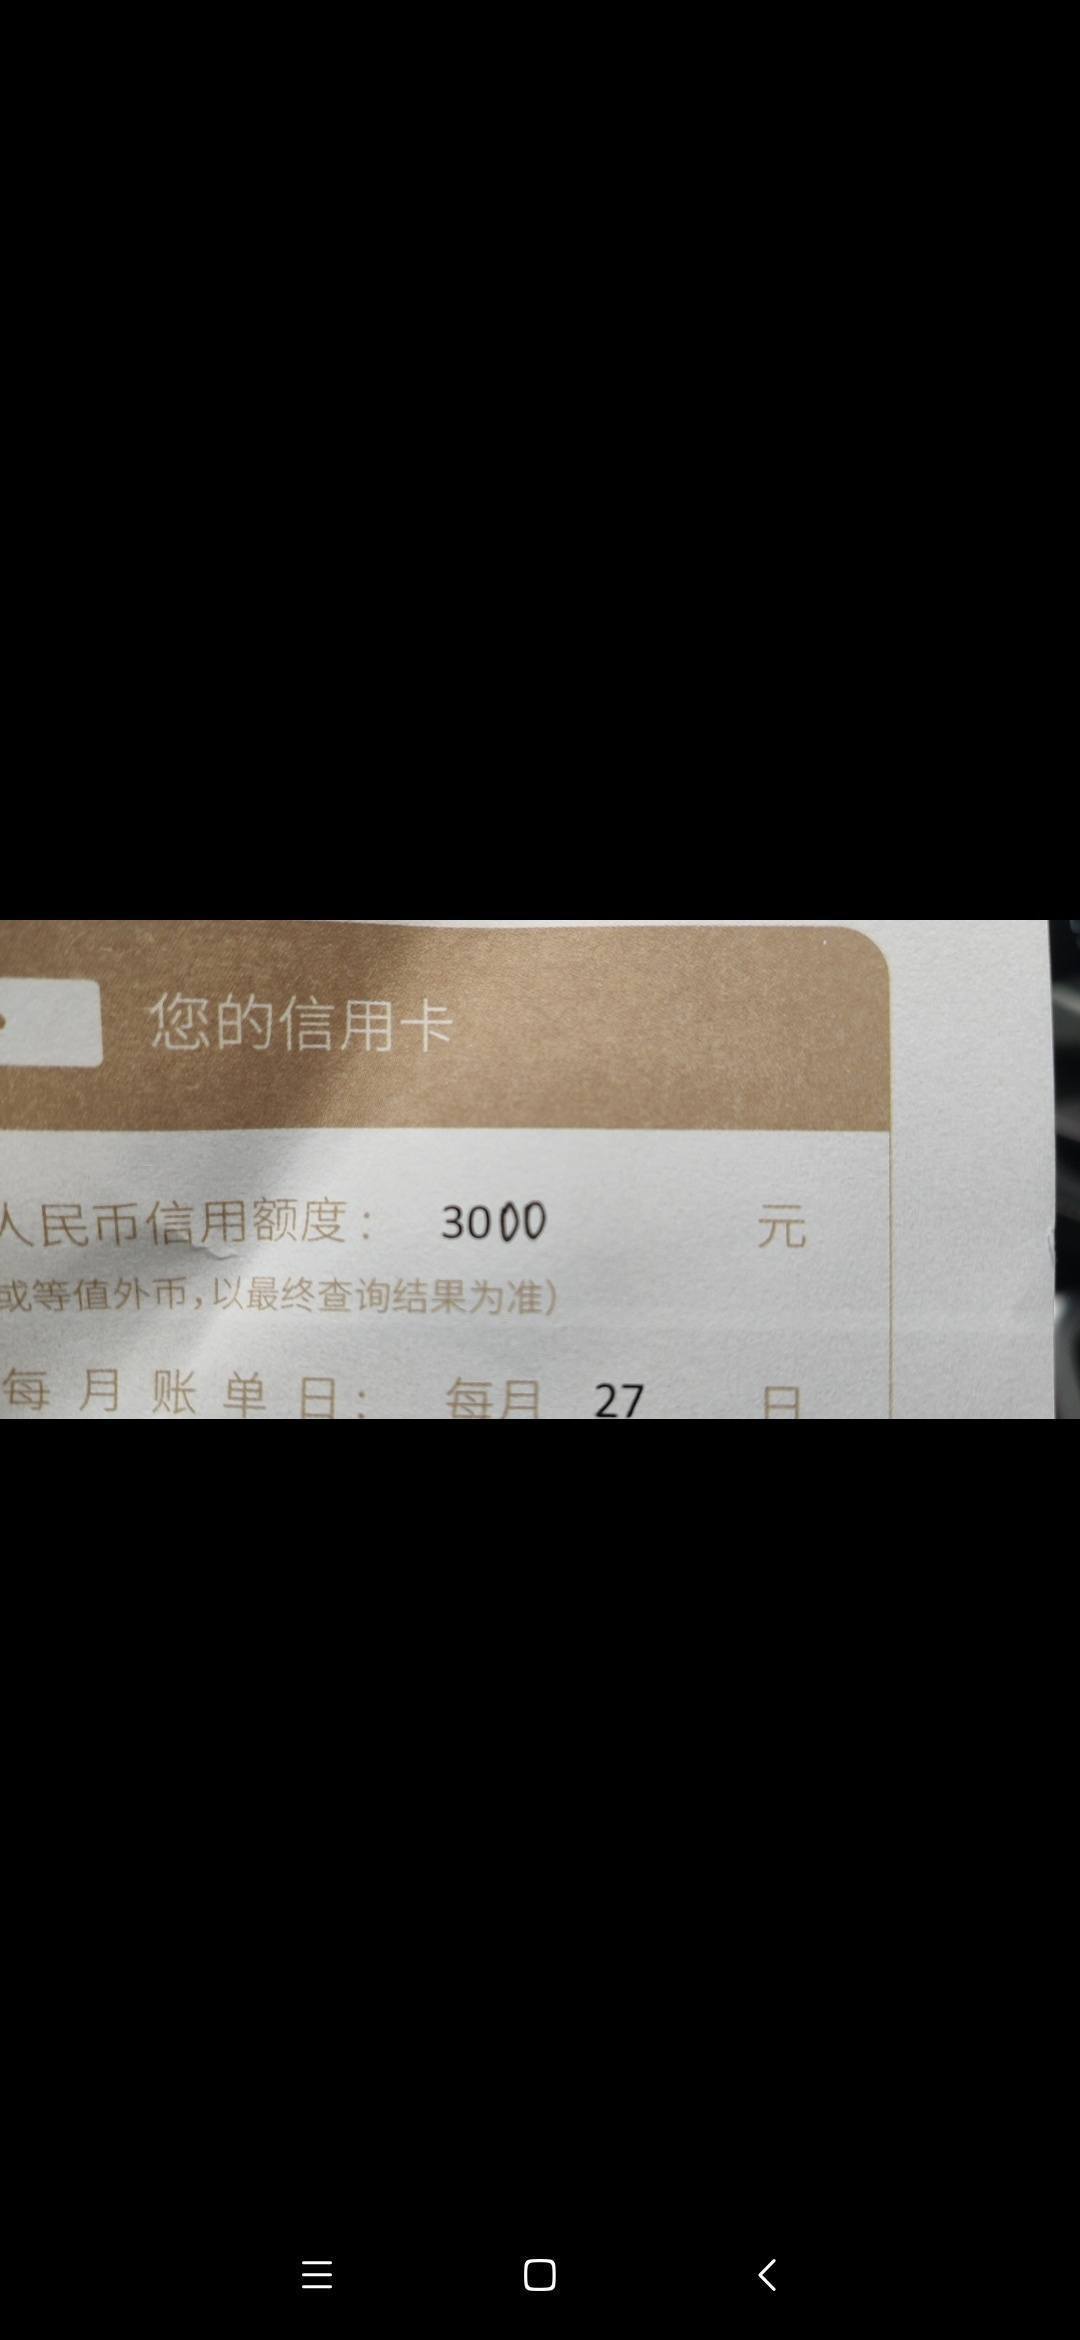 您的信用卡
人民币信用额度： 3000 元
或等值外币，以最终查询结果为准）
每月账单日： 每月 27 日